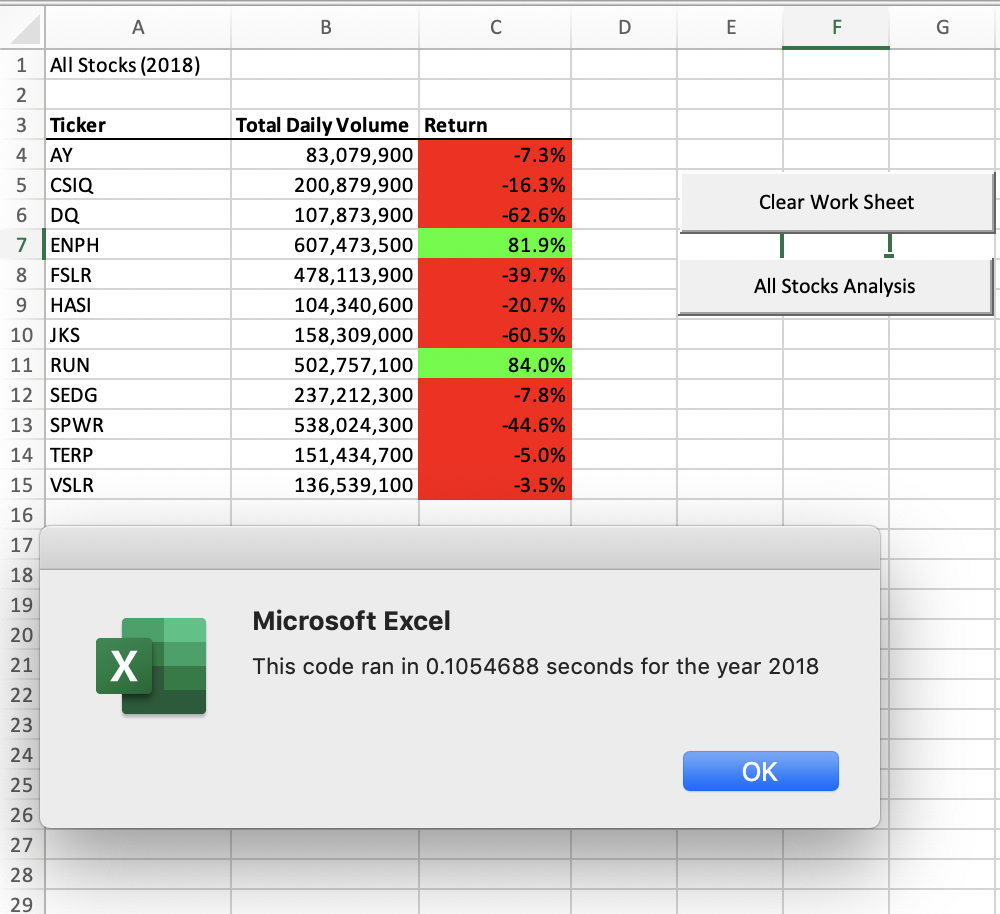 A B C D E F G
1 All Stocks (2018)
2
3 Ticker Total Daily Volume Return
4 AY 83,079,900 -7.3%
5 CSIQ 200,879,900 -16.3%
Clear Work Sheet
6 DQ 107,873,900 -62.6%
7 ENPH 607,473,500 81.9%
8 FSLR 478,113,900 -39.7%
All Stocks Analysis
9 HASI 104,340,600 -20.7%
10 JKS 158,309,000 -60.5%
11 RUN 502,757,100 84.0%
12 SEDG 237,212,300 -7.8%
13 SPWR 538,024,300 -44.6%
14 TERP 151,434,700 -5.0%
15 VSLR 136,539,100 -3.5%
16
17
18
19
20
21
22
23
24
25
26
27
28
29
X
Microsoft Excel
This code ran in 0.1054688 seconds for the year 2018
OK